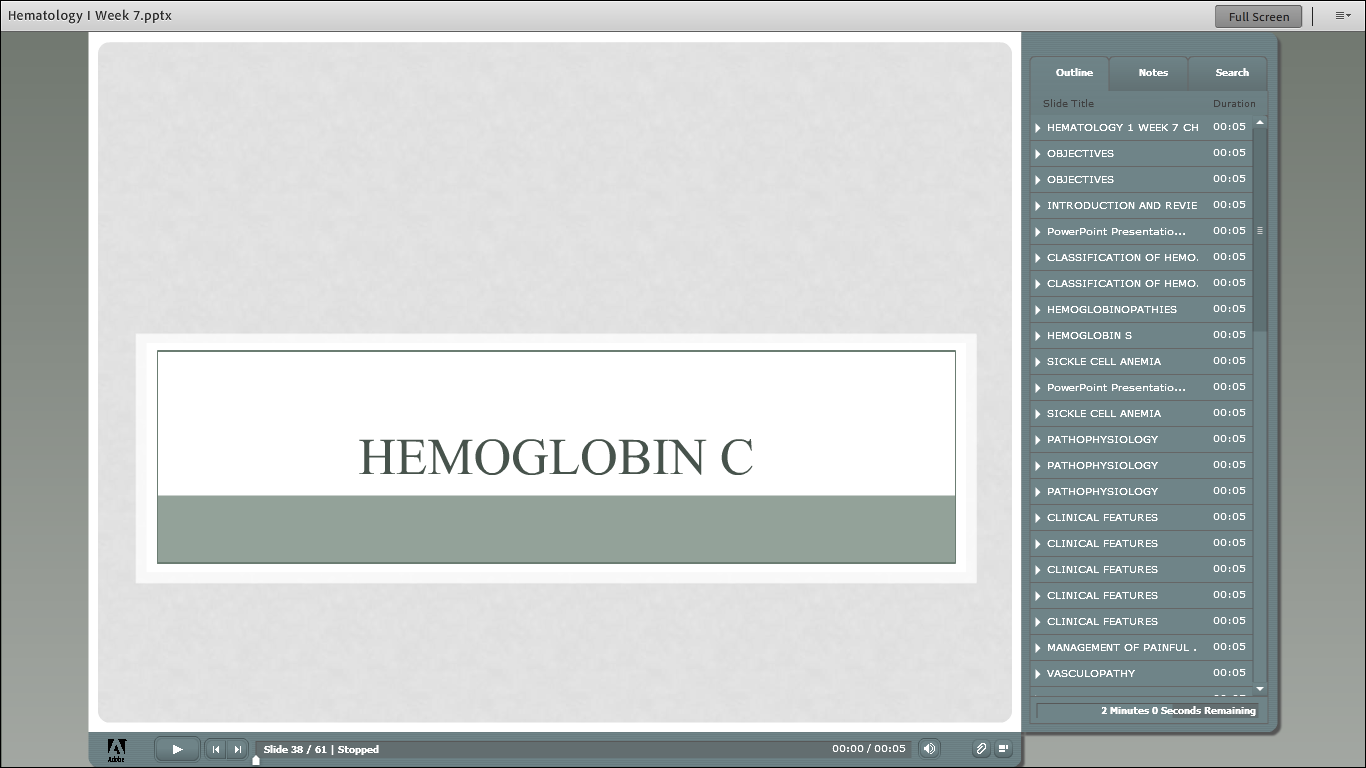 Hematology I Week 7.pptx
Full Screen
HEMOGLOBIN C
Outline
Notes
Search
Slide Title Duration
HEMATOLOGY 1 WEEK 7 CH 00:05
OBJECTIVES 00:05
OBJECTIVES 00:05
INTRODUCTION AND REVIE 00:05
PowerPoint Presentatio... 00:05
CLASSIFICATION OF HEMO. 00:05
CLASSIFICATION OF HEMO. 00:05
HEMOGLOBINOPATHIES 00:05
HEMOGLOBIN S 00:05
SICKLE CELL ANEMIA 00:05
PowerPoint Presentatio... 00:05
SICKLE CELL ANEMIA 00:05
PATHOPHYSIOLOGY 00:05
PATHOPHYSIOLOGY 00:05
PATHOPHYSIOLOGY 00:05
CLINICAL FEATURES 00:05
CLINICAL FEATURES 00:05
CLINICAL FEATURES 00:05
CLINICAL FEATURES 00:05
CLINICAL FEATURES 00:05
MANAGEMENT OF PAINFUL . 00:05
VASCULOPATHY 00:05
2 Minutes 0 Seconds Remaining
Adobe
Slide 38 / 61 | Stopped
00:00 / 00:05